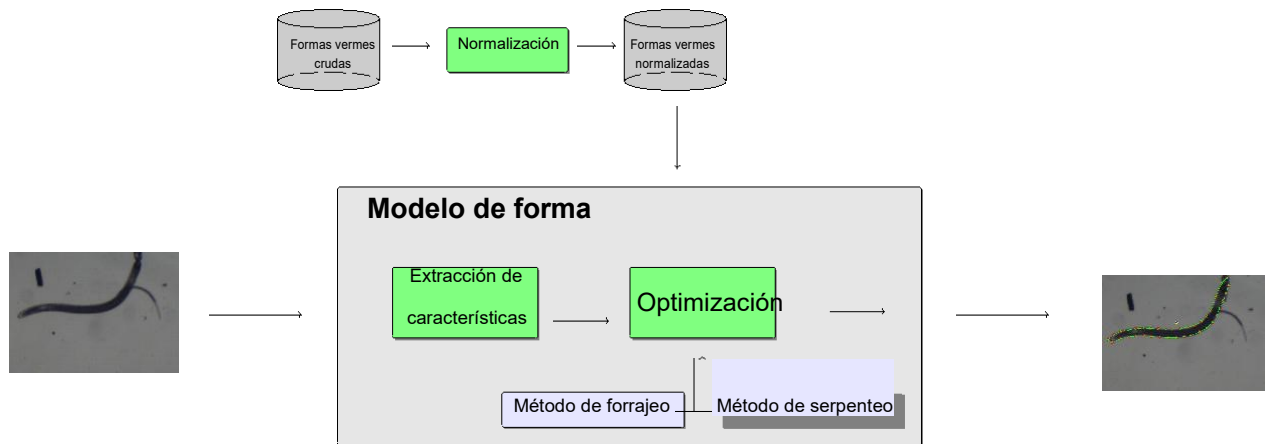 Formas vermes
crudas
Normalización
Formas vermes
normalizadas
Modelo de forma
Extracción de
características
Optimización
Método de forrajeo
Método de serpenteo